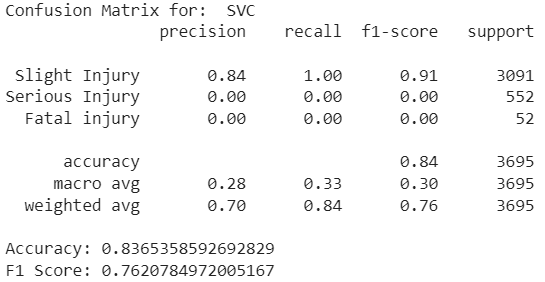 Confusion Matrix for:  SVC
                precision    recall  f1-score   support

 Slight Injury       0.84      1.00      0.91      3091
Serious Injury       0.00      0.00      0.00       552
  Fatal injury       0.00      0.00      0.00        52

      accuracy                           0.84      3695
     macro avg       0.28      0.33      0.30      3695
  weighted avg       0.70      0.84      0.76      3695

Accuracy: 0.8365358592692829
F1 Score: 0.7620784972005167